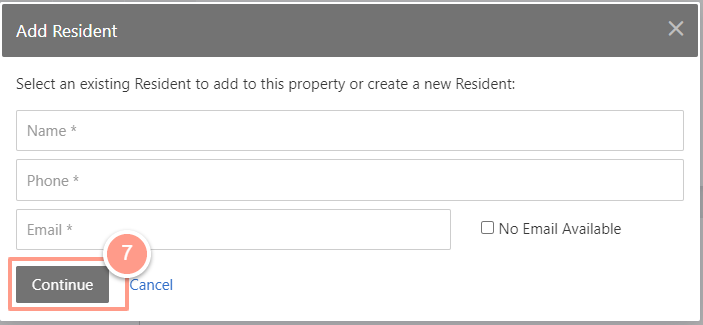 Add Resident
Select an existing Resident to add to this property or create a new Resident:
Name *
Phone *
Email *
No Email Available
7
Continue
Cancel